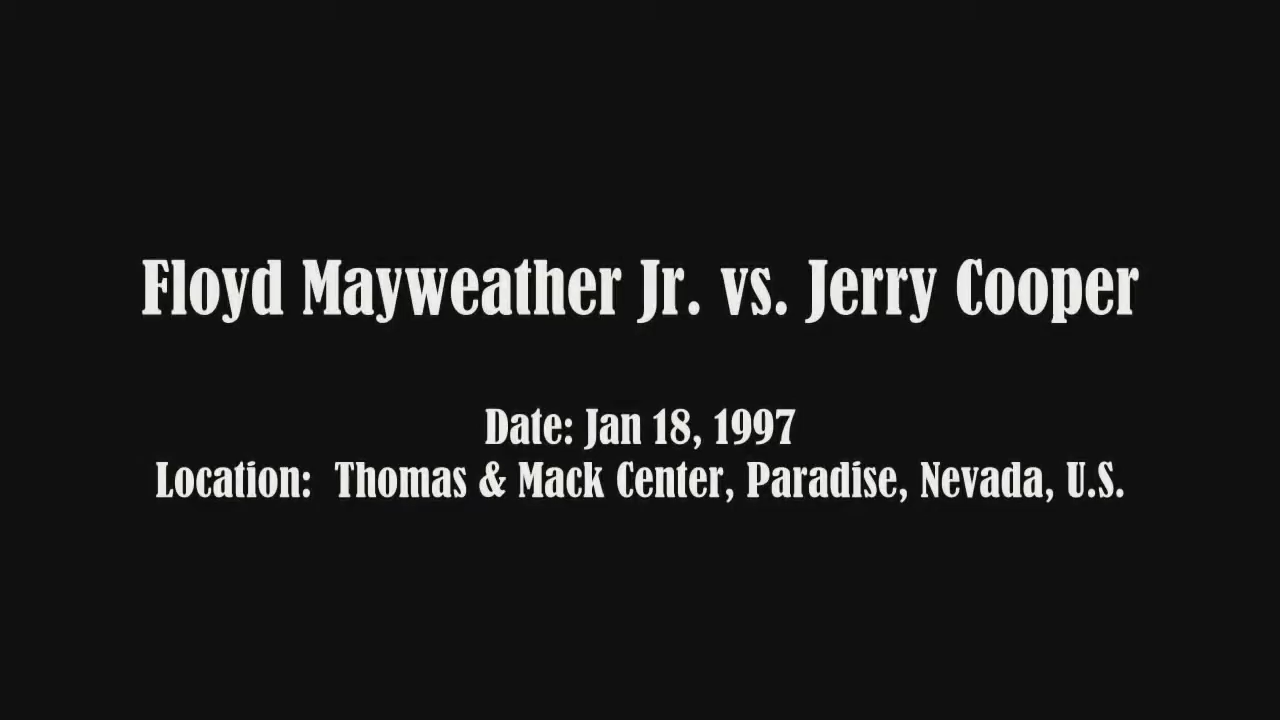 Floyd Mayweather Jr. vs. Jerry Cooper
Date: Jan 18, 1997
Location:  Thomas & Mack Center, Paradise, Nevada, U.S.